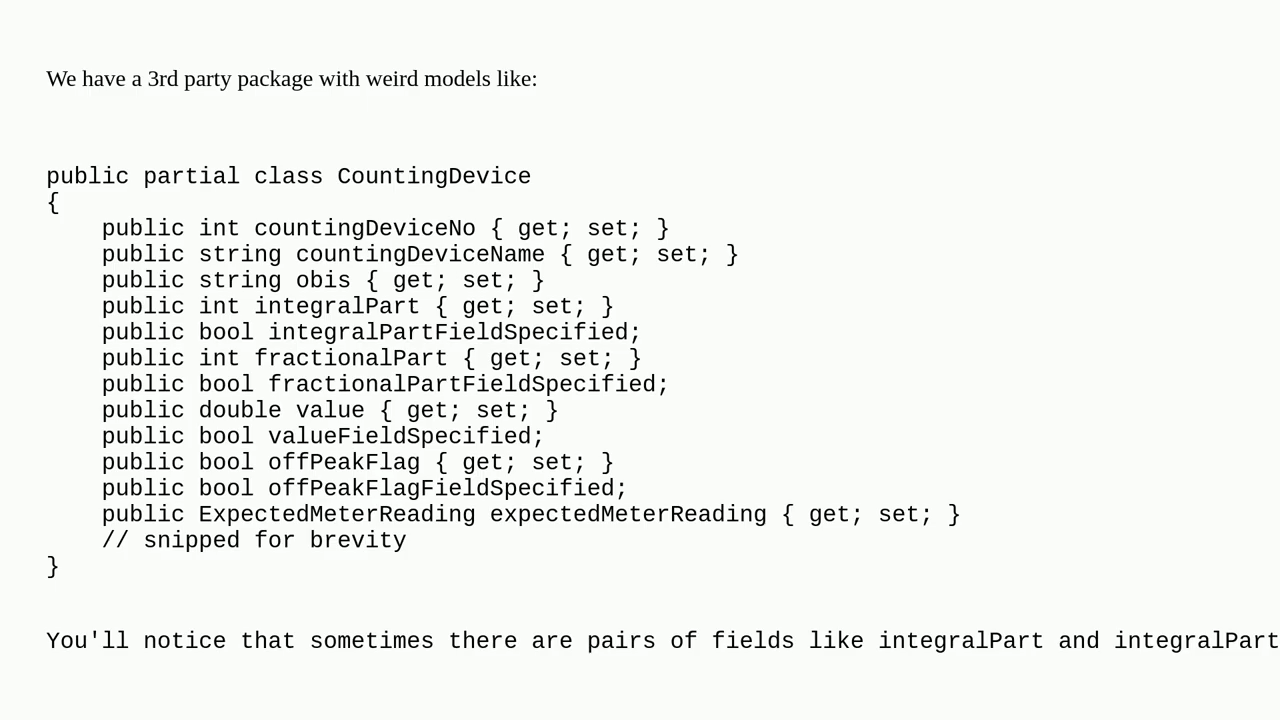 We have a 3rd party package with weird models like:
public partial class CountingDevice
{
    public int countingDeviceNo { get; set; }
    public string countingDeviceName { get; set; }
    public string obis { get; set; }
    public int integralPart { get; set; }
    public bool integralPartFieldSpecified;
    public int fractionalPart { get; set; }
    public bool fractionalPartFieldSpecified;
    public double value { get; set; }
    public bool valueFieldSpecified;
    public bool offPeakFlag { get; set; }
    public bool offPeakFlagFieldSpecified;
    public ExpectedMeterReading expectedMeterReading { get; set; }
    // snipped for brevity
}
You'll notice that sometimes there are pairs of fields like integralPart and integralPart